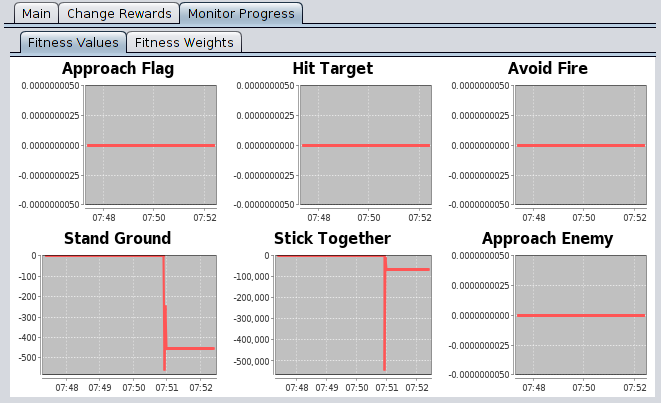 Main Change Rewards Monitor Progress
Fitness Values Fitness Weights
Approach Flag Hit Target Avoid Fire
0.0000000050 0.0000000050 0.0000000050
0.0000000025 0.0000000025 0.0000000025
0.0000000000 0.0000000000 0.0000000000
-0.0000000025 -0.0000000025 -0.0000000025
-0.0000000050 -0.0000000050 -0.0000000050
07:48 07:50 07:52 07:48 07:50 07:52 07:48 07:50 07:52
Stand Ground Stick Together Approach Enemy
0 0 0.0000000050
-100 -100,000 0.0000000025
-200 -200,000 0.0000000000
-300 -300,000 -0.0000000025
-400 -400,000 -0.0000000050
-500 -500,000
07:48 07:49 07:50 07:51 07:52 07:48 07:49 07:50 07:51 07:52 07:48 07:50 07:52